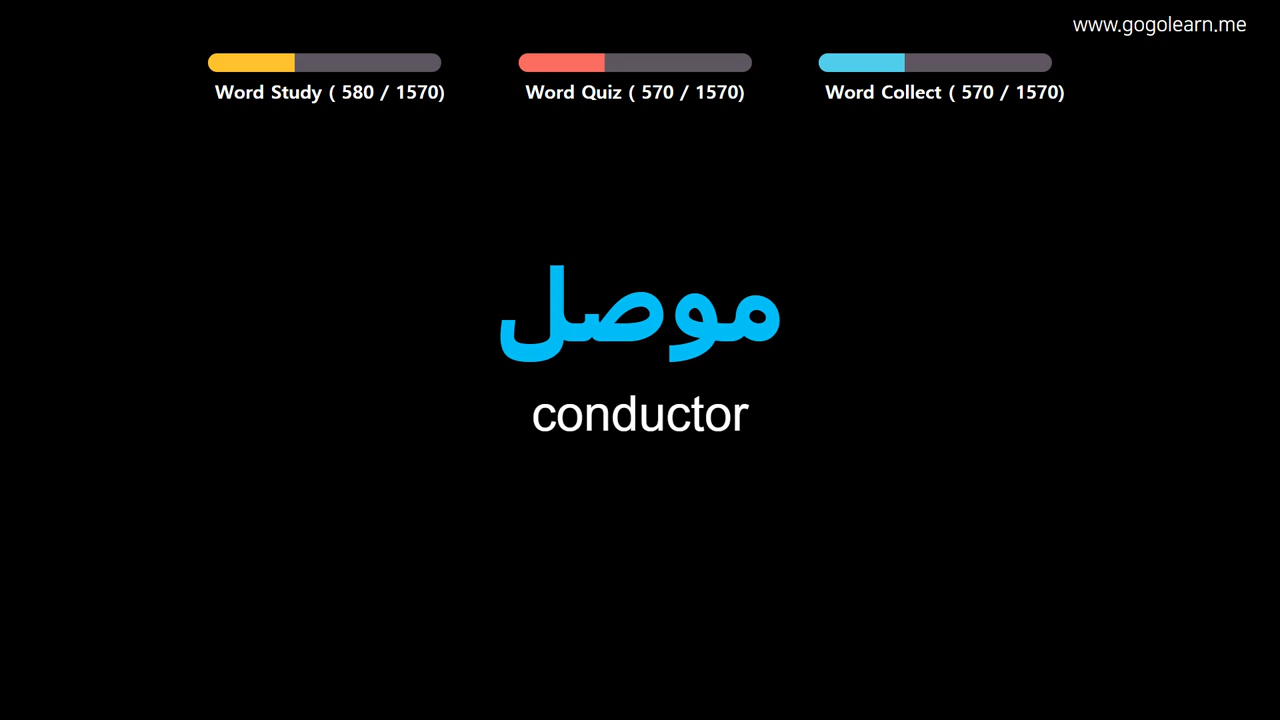 www.gogolearn.me
Word Study ( 580 / 1570)
Word Quiz ( 570 / 1570)
Word Collect ( 570 / 1570)
موصل
conductor